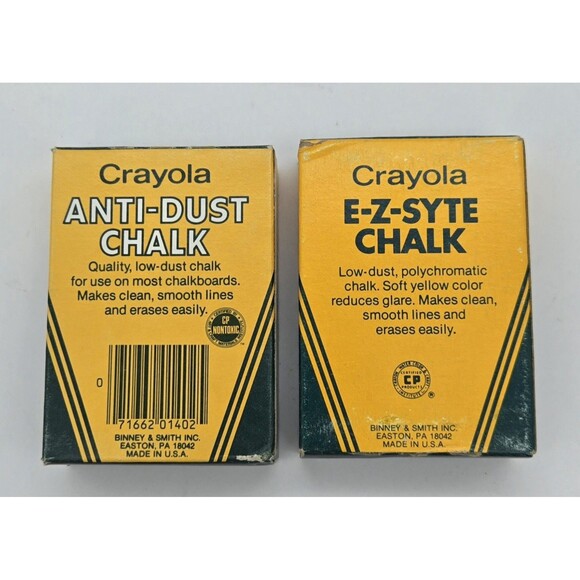 Crayola
ANTI-DUST
CHALK
Quality, low-dust chalk
for use on most chalkboards.
Makes clean, smooth lines
and erases easily.
CP
NONTOXIC
0
71662 01402
BINNEY & SMITH INC.
EASTON, PA 18042
MADE IN U.S.A.
Crayola
E-Z-SYTE
CHALK
Low-dust, polychromatic
chalk. Soft yellow color
reduces glare. Makes clean,
smooth lines and
erases easily.
CERTIFIED
CP
PRODUCTS
®
BINNEY & SMITH INC.
EASTON, PA 18042
MADE IN U.S.A.